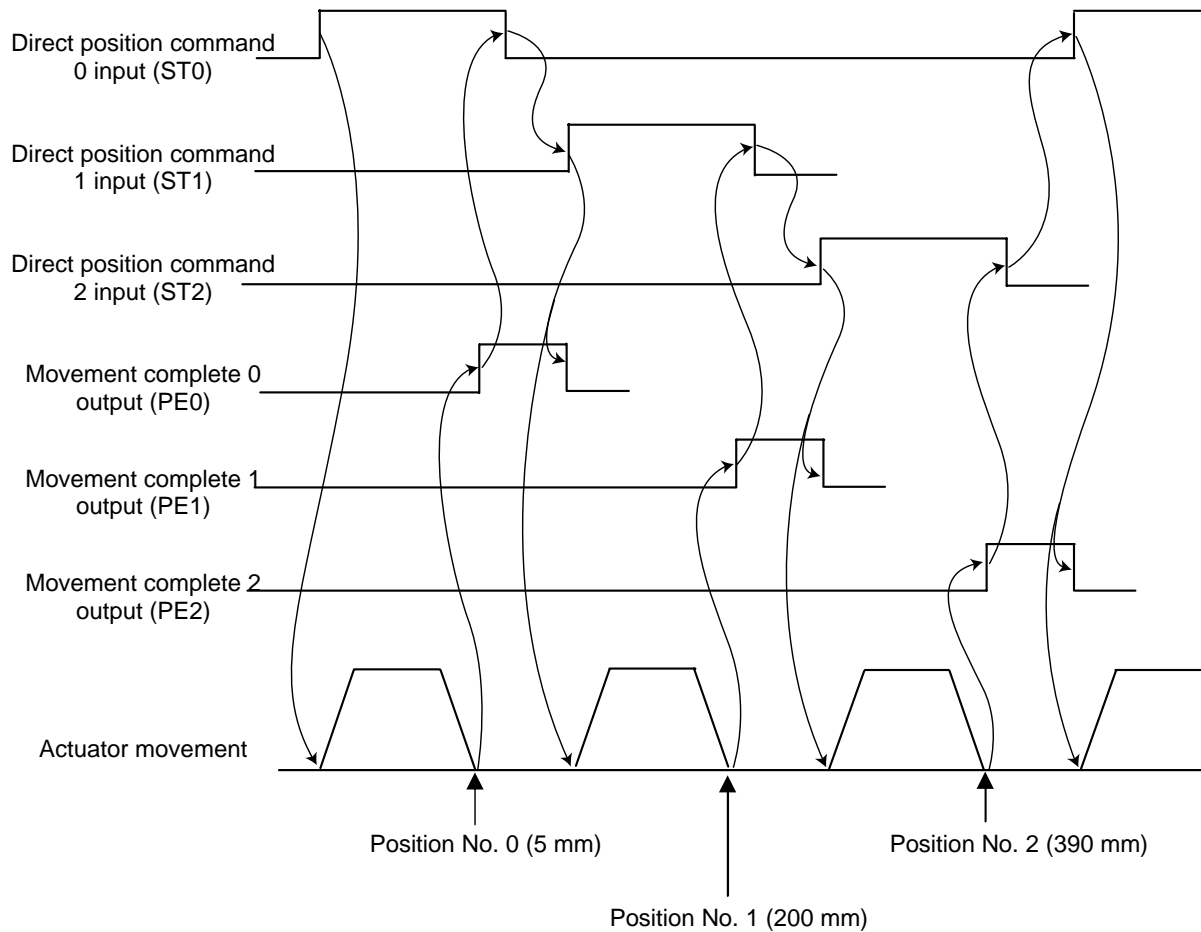 Direct position command
0 input (ST0)
Direct position command
1 input (ST1)
Direct position command
2 input (ST2)
Movement complete 0
output (PE0)
Movement complete 1
output (PE1)
Movement complete 2
output (PE2)
Actuator movement
Position No. 0 (5 mm)
Position No. 2 (390 mm)
Position No. 1 (200 mm)